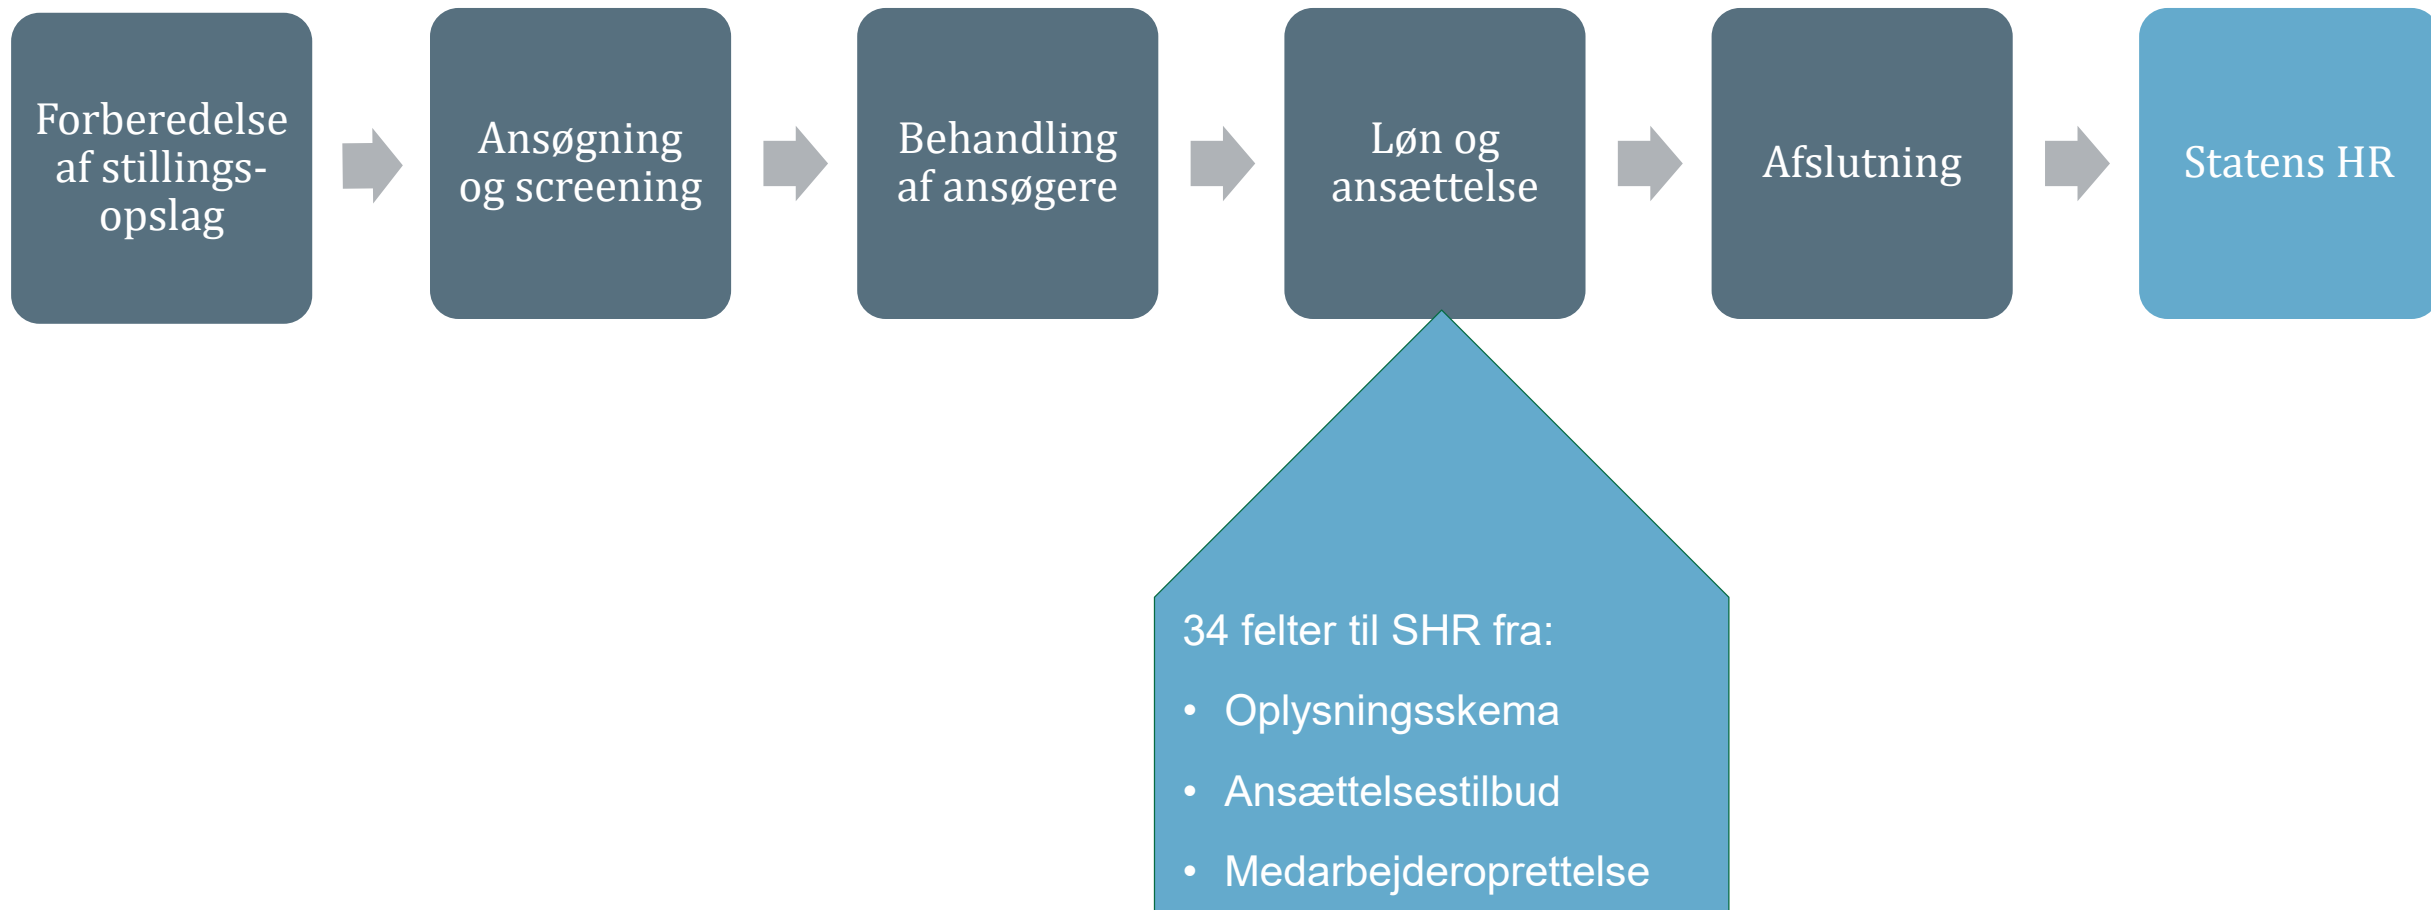 Forberedelse
af stillings-
opslag
Ansøgning
og screening
Behandling
af ansøgere
Løn og
ansættelse
Afslutning
Statens HR
34 felter til SHR fra:
• Oplysningsskema
• Ansættelsestilbud
• Medarbejderoprettelse